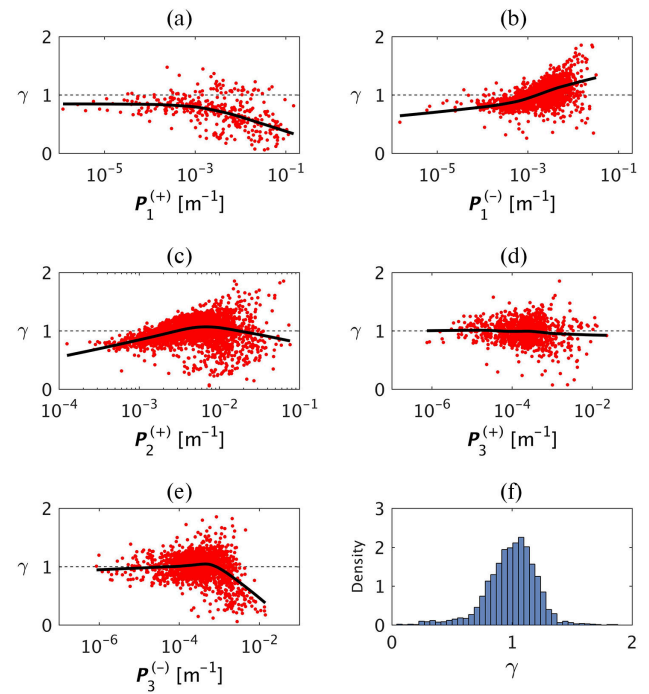 (a) (b)
2 2
γ 1 γ 1
0 0
10⁻⁵ 10⁻³ 10⁻¹ 10⁻⁵ 10⁻³ 10⁻¹
P₁⁽⁺⁾ [m⁻¹] P₁⁽⁻⁾ [m⁻¹]
(c) (d)
2 2
γ 1 γ 1
0 0
10⁻⁴ 10⁻³ 10⁻² 10⁻¹ 10⁻⁶ 10⁻⁴ 10⁻²
P₂⁽⁺⁾ [m⁻¹] P₃⁽⁺⁾ [m⁻¹]
(e) (f)
2 3
γ 1 Density 2
1
0 0
10⁻⁶ 10⁻⁴ 10⁻² 0 1 2
P₃⁽⁻⁾ [m⁻¹] γ